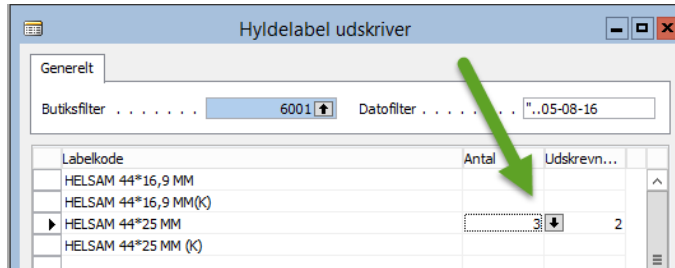 Hyldelabel udskriver
Generelt
Butiksfilter . . . . . . . 6001 Datofilter . . . . . . . . "..05-08-16
Labelkode Antal Udskrevn...
HELSAM 44*16,9 MM
HELSAM 44*16,9 MM(K)
HELSAM 44*25 MM 3 2
HELSAM 44*25 MM (K)